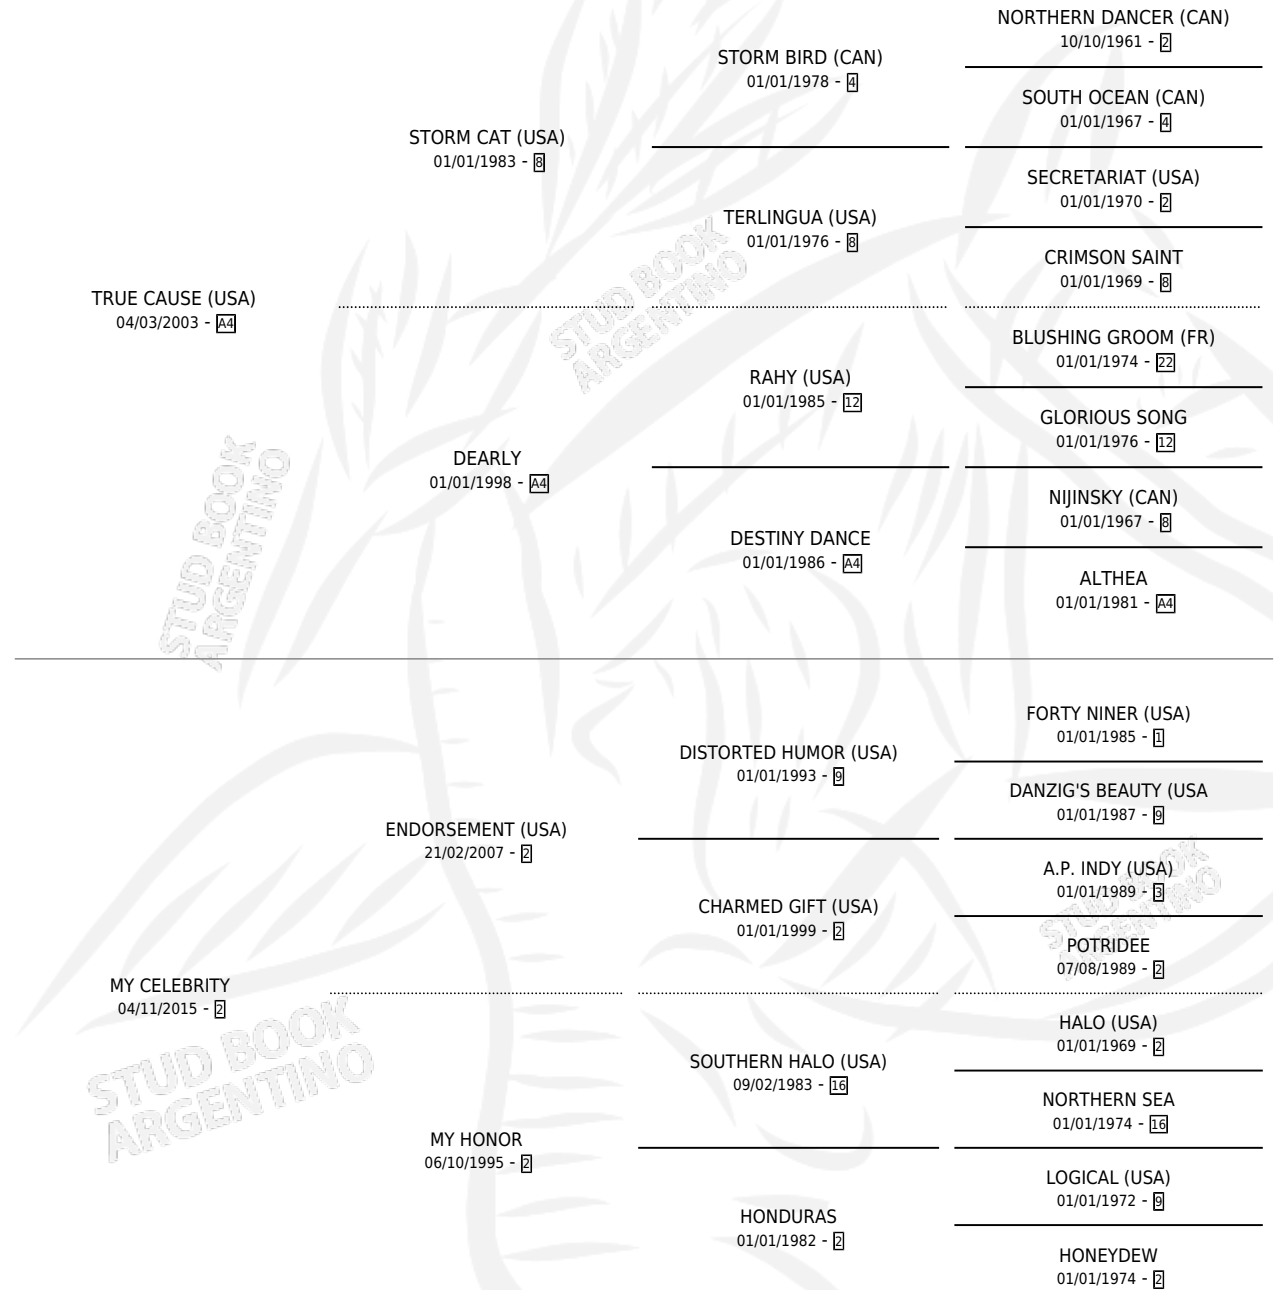 NORTHERN DANCER (CAN)
10/10/1961 - 2
STORM BIRD (CAN)
01/01/1978 - 4
SOUTH OCEAN (CAN)
01/01/1967 - 4
STORM CAT (USA)
01/01/1983 - 8
SECRETARIAT (USA)
01/01/1970 - 2
TERLINGUA (USA)
01/01/1976 - 8
CRIMSON SAINT
01/01/1969 - 8
TRUE CAUSE (USA)
04/03/2003 - A4
BLUSHING GROOM (FR)
01/01/1974 - 22
RAHY (USA)
01/01/1985 - 12
GLORIOUS SONG
01/01/1976 - 12
DEARLY
01/01/1998 - A4
NIJINSKY (CAN)
01/01/1967 - 8
DESTINY DANCE
01/01/1986 - A4
ALTHEA
01/01/1981 - A4
FORTY NINER (USA)
01/01/1985 - 1
DISTORTED HUMOR (USA)
01/01/1993 - 9
DANZIG'S BEAUTY (USA
01/01/1987 - 9
ENDORSEMENT (USA)
21/02/2007 - 2
A.P. INDY (USA)
01/01/1989 - 3
CHARMED GIFT (USA)
01/01/1999 - 2
POTRIDEE
07/08/1989 - 2
MY CELEBRITY
04/11/2015 - 2
HALO (USA)
01/01/1969 - 2
SOUTHERN HALO (USA)
09/02/1983 - 16
NORTHERN SEA
01/01/1974 - 16
MY HONOR
06/10/1995 - 2
LOGICAL (USA)
01/01/1972 - 9
HONDURAS
01/01/1982 - 2
HONEYDEW
01/01/1974 - 2
STUD BOOK
ARGENTINO
STUD BOOK
ARGENTINO
STUD BOOK
ARGENTINO
STUD BOOK
ARGENTINO